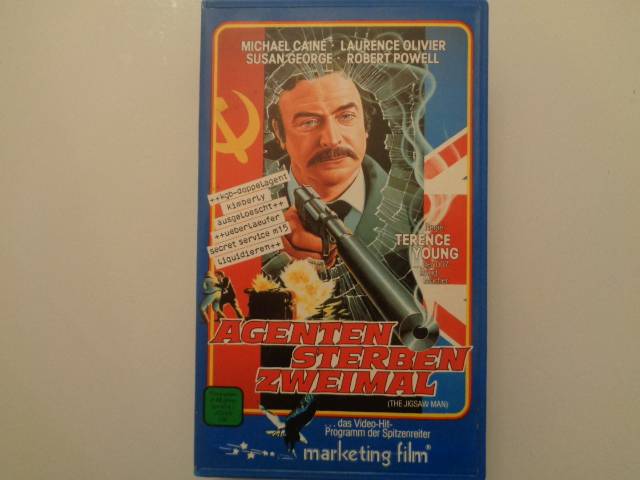 MICHAEL CAINE · LAURENCE OLIVIER
SUSAN GEORGE · ROBERT POWELL
++kgb-doppelagent
kimberly
ausgeloescht++
++ueberlaeufer
secret service m15
liquidieren++
TERENCE
YOUNG
AGENTEN
STERBEN
ZWEIMAL
(THE JIGSAW MAN)
...das Video-Hit-
Programm der Spitzenreiter
marketing film®